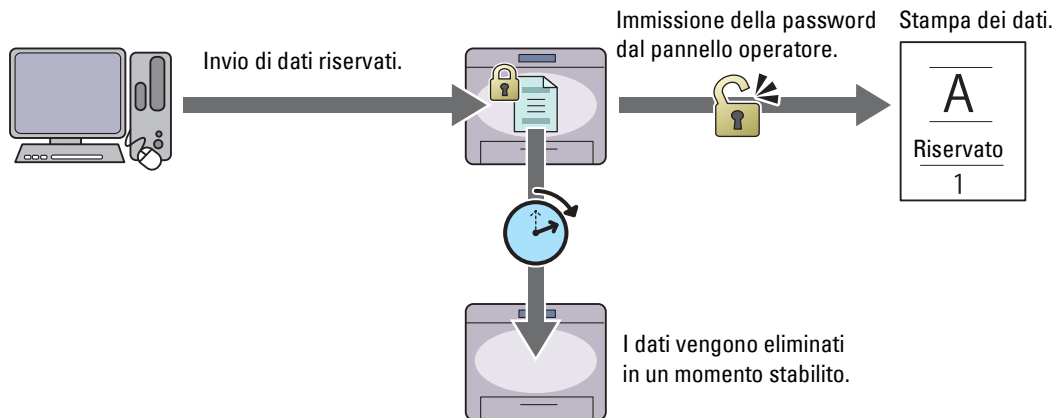 Invio di dati riservati.
Immissione della password
dal pannello operatore.
Stampa dei dati.
A
Riservato
1
I dati vengono eliminati
in un momento stabilito.